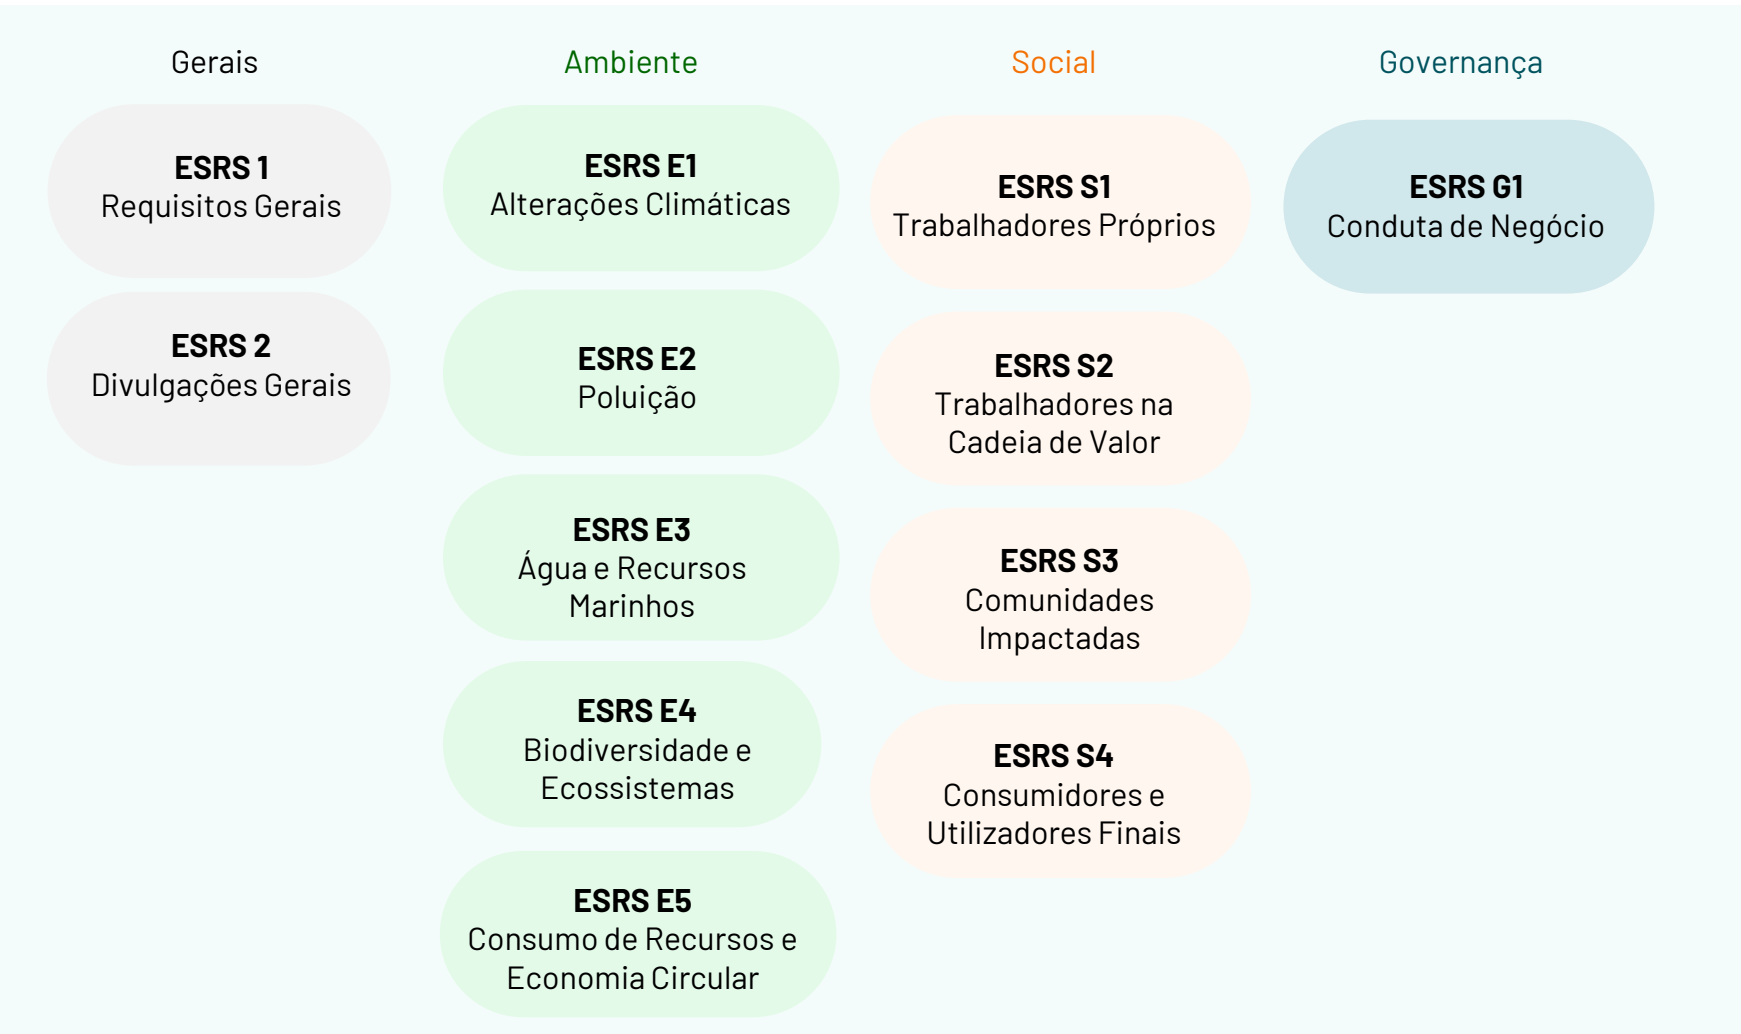 Gerais
ESRS 1
Requisitos Gerais
ESRS 2
Divulgações Gerais
Ambiente
ESRS E1
Alterações Climáticas
ESRS E2
Poluição
ESRS E3
Água e Recursos
Marinhos
ESRS E4
Biodiversidade e
Ecossistemas
ESRS E5
Consumo de Recursos e
Economia Circular
Social
ESRS S1
Trabalhadores Próprios
ESRS S2
Trabalhadores na
Cadeia de Valor
ESRS S3
Comunidades
Impactadas
ESRS S4
Consumidores e
Utilizadores Finais
Governança
ESRS G1
Conduta de Negócio